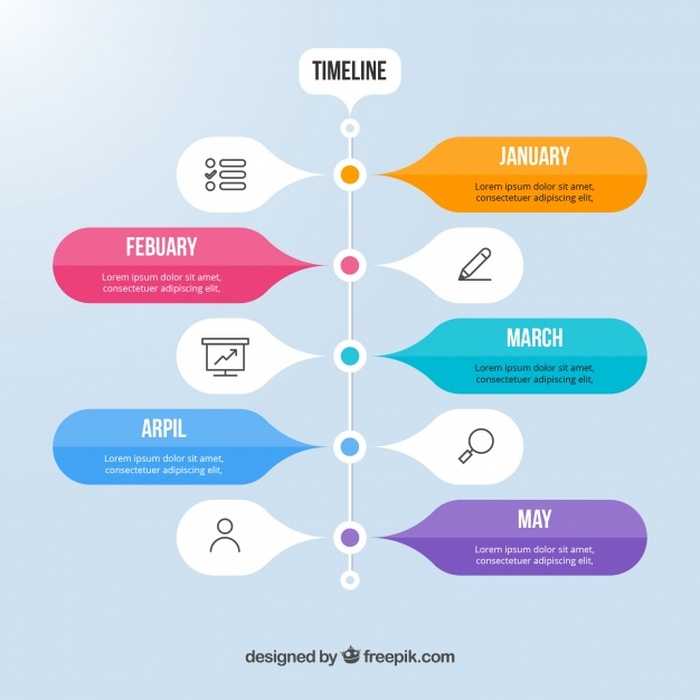 TIMELINE
JANUARY
Lorem ipsum dolor sit amet,
consectetuer adipiscing elit,
FEBUARY
Lorem ipsum dolor sit amet,
consectetuer adipiscing elit,
MARCH
Lorem ipsum dolor sit amet,
consectetuer adipiscing elit,
ARPIL
Lorem ipsum dolor sit amet,
consectetuer adipiscing elit,
MAY
Lorem ipsum dolor sit amet,
consectetuer adipiscing elit,
designed by freepik.com